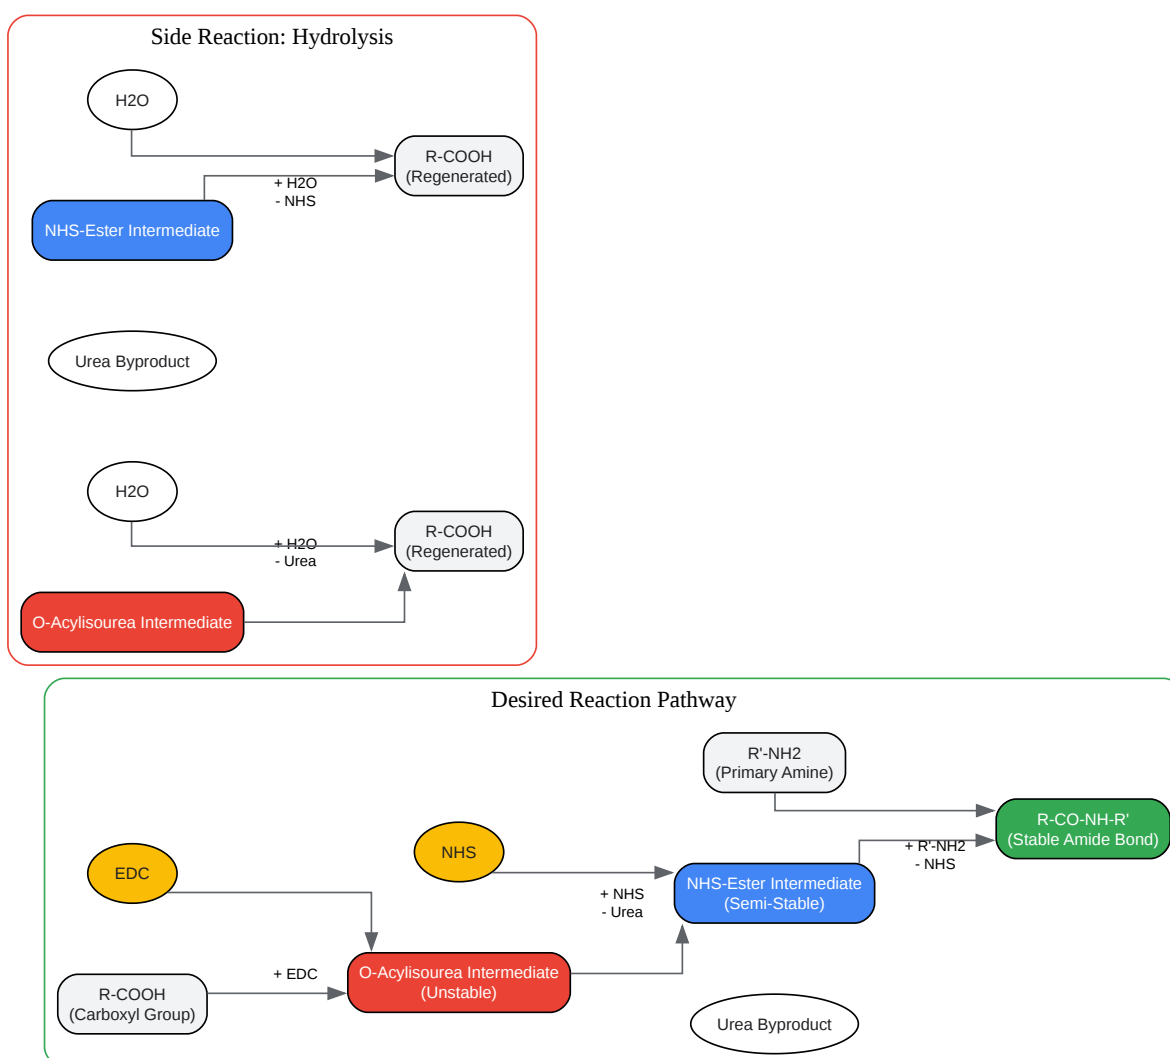 Side Reaction: Hydrolysis
H2O
R-COOH
(Regenerated)
+ H2O
- NHS
NHS-Ester Intermediate
Urea Byproduct
H2O
R-COOH
(Regenerated)
+ H2O
- Urea
O-Acylisourea Intermediate
Desired Reaction Pathway
R'-NH2
(Primary Amine)
R-CO-NH-R'
(Stable Amide Bond)
+ R'-NH2
- NHS
NHS
EDC
NHS-Ester Intermediate
(Semi-Stable)
+ NHS
- Urea
O-Acylisourea Intermediate
(Unstable)
+ EDC
R-COOH
(Carboxyl Group)
Urea Byproduct